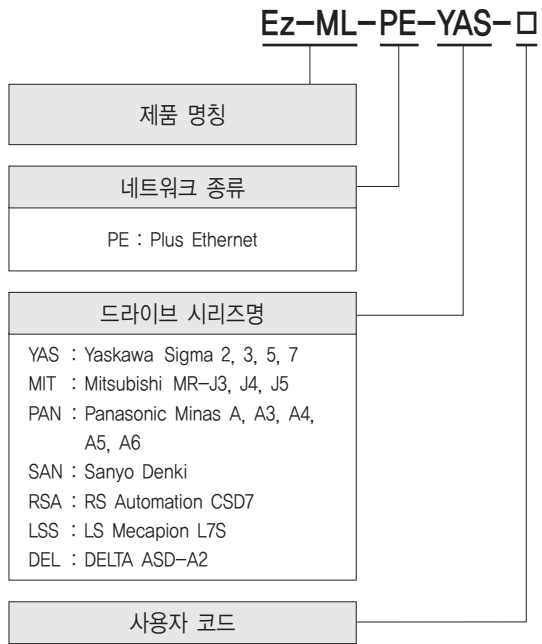 Ez-ML-PE-YAS-□
제품 명칭
네트워크 종류
PE : Plus Ethernet
드라이브 시리즈명
YAS : Yaskawa Sigma 2, 3, 5, 7
MIT : Mitsubishi MR-J3, J4, J5
PAN : Panasonic Minas A, A3, A4,
A5, A6
SAN : Sanyo Denki
RSA : RS Automation CSD7
LSS : LS Mecapion L7S
DEL : DELTA ASD-A2
사용자 코드